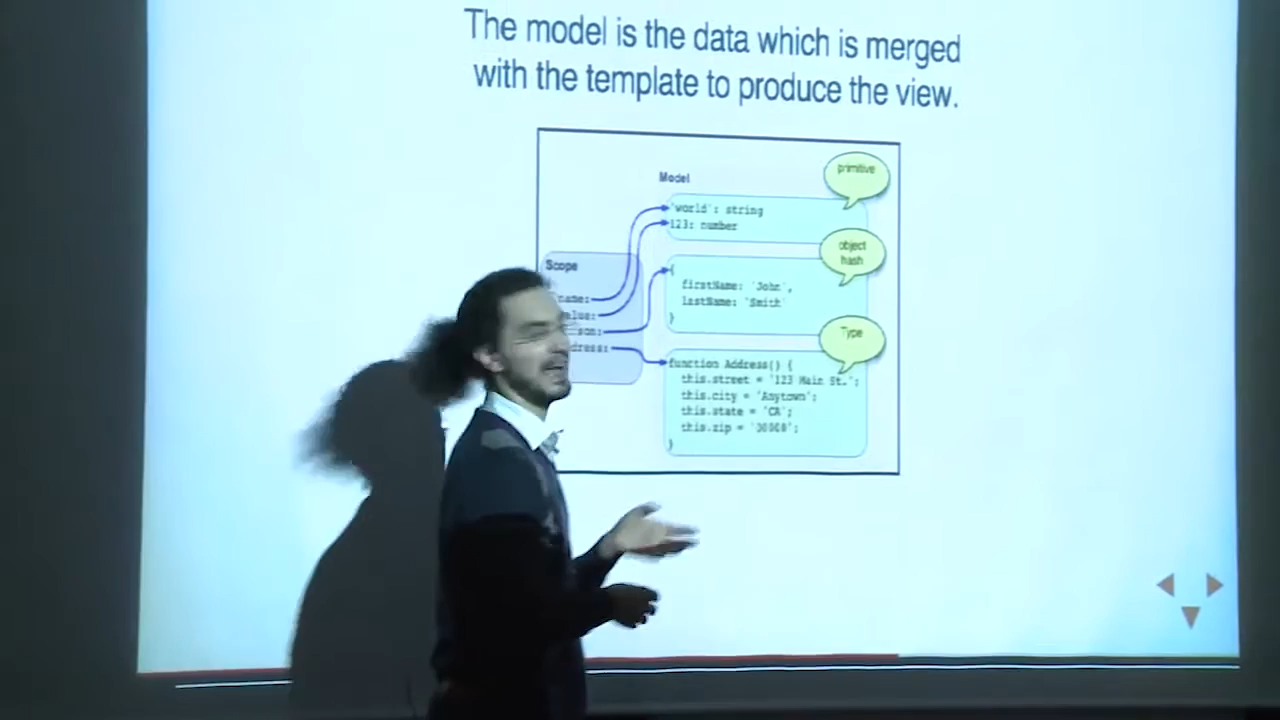 The model is the data which is merged
with the template to produce the view.
Model
primitive
'world': string
123: number
object
hash
Scope
{
firstName: 'John',
lastName: 'Smith'
}
Type
function Address() {
this.street = '123 Main St.';
this.city = 'Anytown';
this.state = 'CA';
this.zip =
}